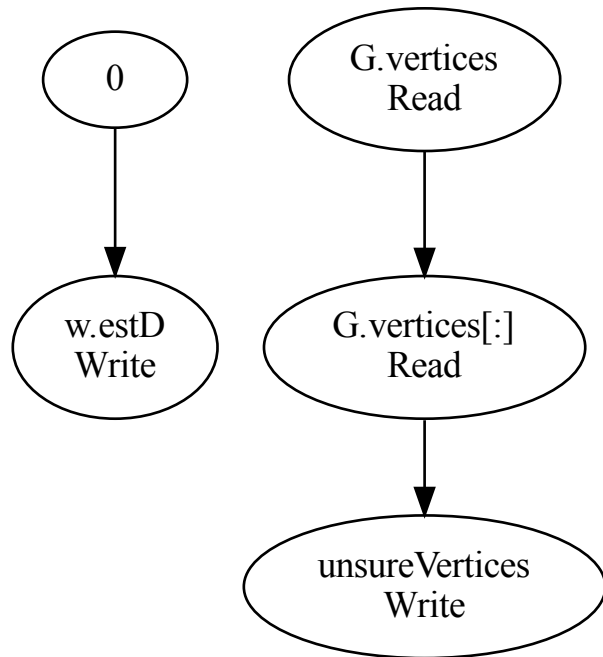 0
G.vertices
Read
w.estD
Write
G.vertices[:]
Read
unsureVertices
Write